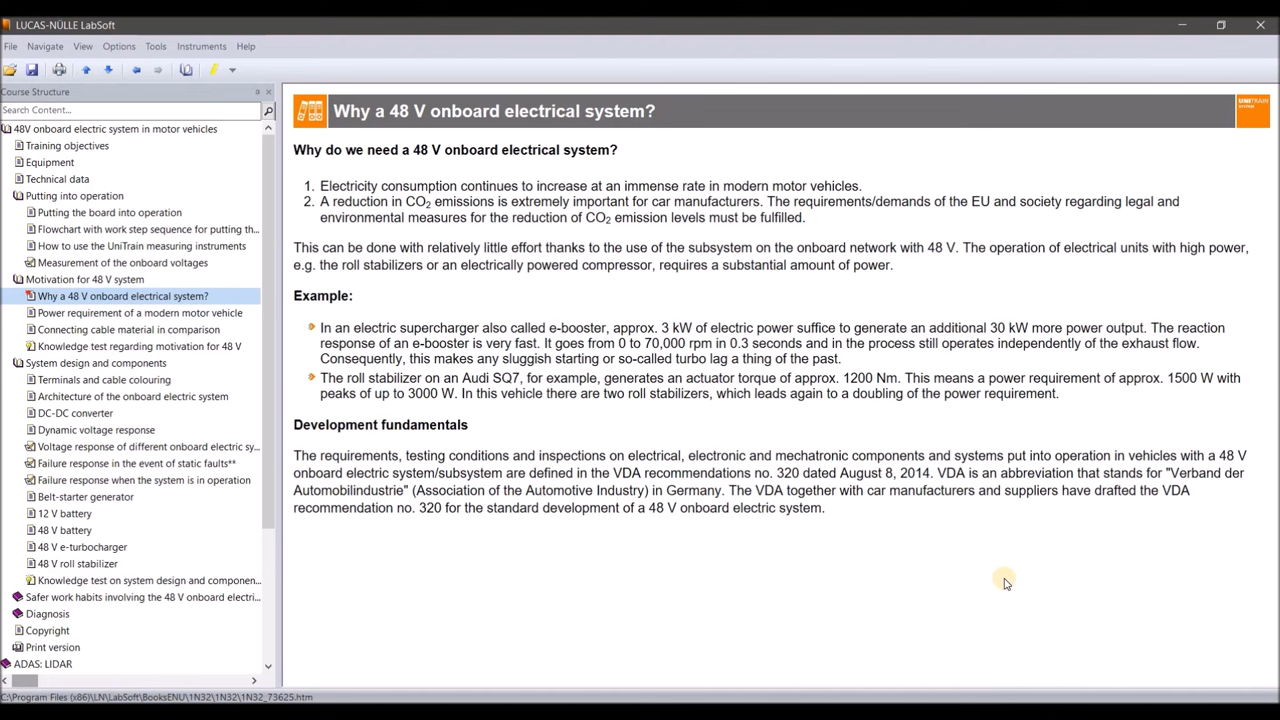 LUCAS-NÜLLE LabSoft
File Navigate View Options Tools Instruments Help
Course Structure
Search Content...
48V onboard electric system in motor vehicles
Training objectives
Equipment
Technical data
Putting into operation
Putting the board into operation
Flowchart with work step sequence for putting th...
How to use the UniTrain measuring instruments
Measurement of the onboard voltages
Motivation for 48 V system
Why a 48 V onboard electrical system?
Power requirement of a modern motor vehicle
Connecting cable material in comparison
Knowledge test regarding motivation for 48 V
System design and components
Terminals and cable colouring
Architecture of the onboard electric system
DC-DC converter
Dynamic voltage response
Voltage response of different onboard electric sy...
Failure response in the event of static faults**
Failure response when the system is in operation
Belt-starter generator
12 V battery
48 V battery
48 V e-turbocharger
48 V roll stabilizer
Knowledge test on system design and componen...
Safer work habits involving the 48 V onboard electri...
Diagnosis
Copyright
Print version
ADAS: LIDAR
Why a 48 V onboard electrical system?
UNITRAIN
SYSTEM
Why do we need a 48 V onboard electrical system?
1. Electricity consumption continues to increase at an immense rate in modern motor vehicles.
2. A reduction in CO2 emissions is extremely important for car manufacturers. The requirements/demands of the EU and society regarding legal and
environmental measures for the reduction of CO2 emission levels must be fulfilled.
This can be done with relatively little effort thanks to the use of the subsystem on the onboard network with 48 V. The operation of electrical units with high power,
e.g. the roll stabilizers or an electrically powered compressor, requires a substantial amount of power.
Example:
In an electric supercharger also called e-booster, approx. 3 kW of electric power suffice to generate an additional 30 kW more power output. The reaction
response of an e-booster is very fast. It goes from 0 to 70,000 rpm in 0.3 seconds and in the process still operates independently of the exhaust flow.
Consequently, this makes any sluggish starting or so-called turbo lag a thing of the past.
The roll stabilizer on an Audi SQ7, for example, generates an actuator torque of approx. 1200 Nm. This means a power requirement of approx. 1500 W with
peaks of up to 3000 W. In this vehicle there are two roll stabilizers, which leads again to a doubling of the power requirement.
Development fundamentals
The requirements, testing conditions and inspections on electrical, electronic and mechatronic components and systems put into operation in vehicles with a 48 V
onboard electric system/subsystem are defined in the VDA recommendations no. 320 dated August 8, 2014. VDA is an abbreviation that stands for "Verband der
Automobilindustrie" (Association of the Automotive Industry) in Germany. The VDA together with car manufacturers and suppliers have drafted the VDA
recommendation no. 320 for the standard development of a 48 V onboard electric system.
C:\Program Files (x86)\LN\LabSoft\BooksENU\1N32\1N32\1N32_73625.htm